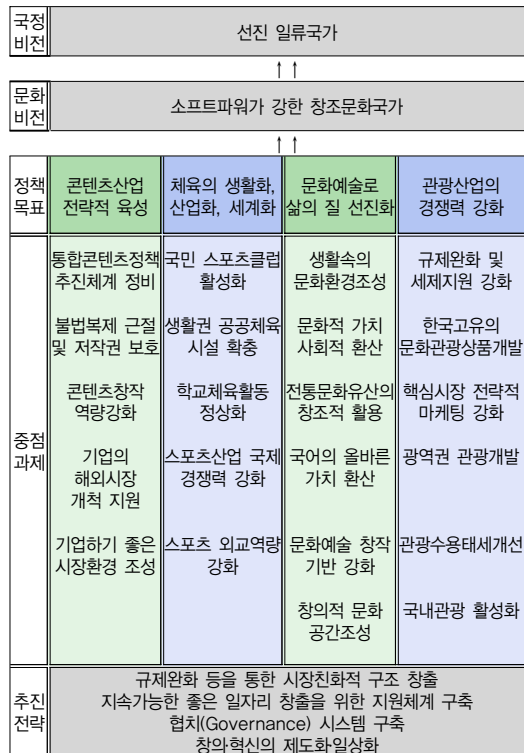 국정
비전
선진 일류국가
↑↑
문화
비전
소프트파워가 강한 창조문화국가
↑↑
정책
목표
콘텐츠산업
전략적 육성
체육의 생활화,
산업화, 세계화
문화예술로
삶의 질 선진화
관광산업의
경쟁력 강화
중점
과제
통합콘텐츠정책
추진체계 정비
불법복제 근절
및 저작권 보호
콘텐츠창작
역량강화
기업의
해외시장
개척 지원
기업하기 좋은
시장환경 조성
국민 스포츠클럽
활성화
생활권 공공체육
시설 확충
학교체육활동
정상화
스포츠산업 국제
경쟁력 강화
스포츠 외교역량
강화
생활속의
문화환경조성
문화적 가치
사회적 환산
전통문화유산의
창조적 활용
국어의 올바른
가치 환산
문화예술 창작
기반 강화
창의적 문화
공간조성
규제완화 및
세제지원 강화
한국고유의
문화관광상품개발
핵심시장 전략적
마케팅 강화
광역권 관광개발
관광수용태세개선
국내관광 활성화
추진
전략
규제완화 등을 통한 시장친화적 구조 창출
지속가능한 좋은 일자리 창출을 위한 지원체계 구축
협치(Governance) 시스템 구축
창의혁신의 제도화일상화